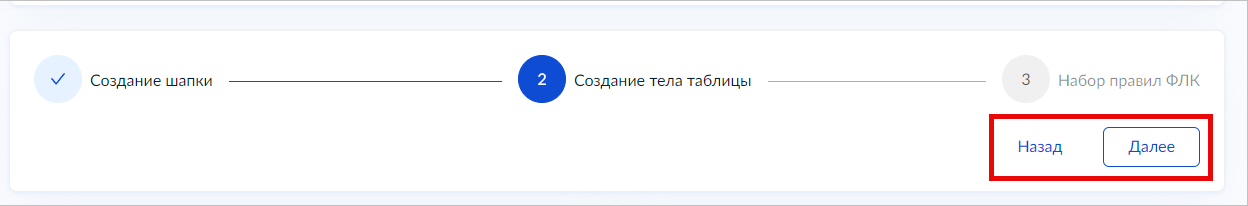 Создание шапки
2 Создание тела таблицы
3 Набор правил ФЛК
Назад Далее